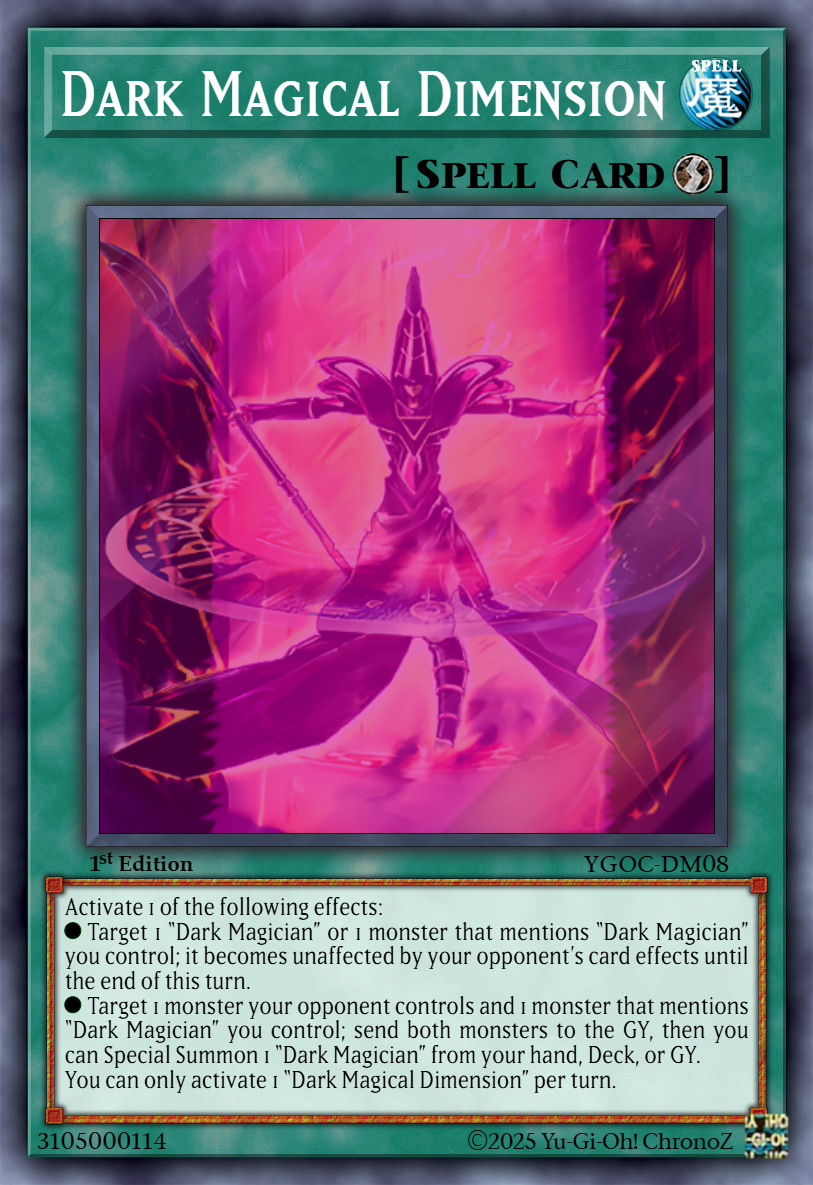 DARK MAGICAL DIMENSION
SPELL
魔
[SPELL CARD]
1st Edition
YGOC-DM08
Activate 1 of the following effects:
● Target 1 “Dark Magician” or 1 monster that mentions “Dark Magician”
you control; it becomes unaffected by your opponent’s card effects until
the end of this turn.
● Target 1 monster your opponent controls and 1 monster that mentions
“Dark Magician” you control; send both monsters to the GY, then you
can Special Summon 1 “Dark Magician” from your hand, Deck, or GY.
You can only activate 1 “Dark Magical Dimension” per turn.
3105000114
©2025 Yu-Gi-Oh! ChronoZ